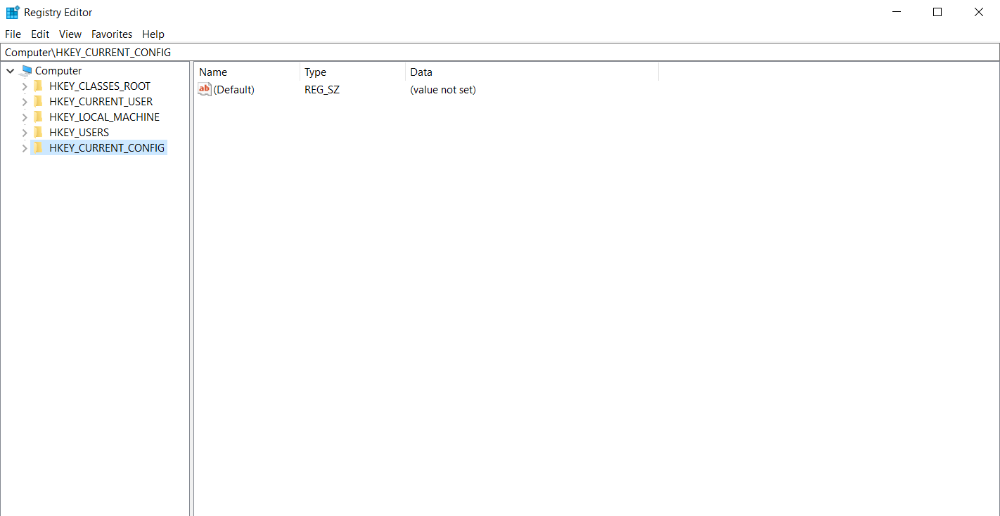 Registry Editor
File Edit View Favorites Help
Computer\HKEY_CURRENT_CONFIG
Computer
HKEY_CLASSES_ROOT
HKEY_CURRENT_USER
HKEY_LOCAL_MACHINE
HKEY_USERS
HKEY_CURRENT_CONFIG
Name Type Data
ab (Default) REG_SZ (value not set)